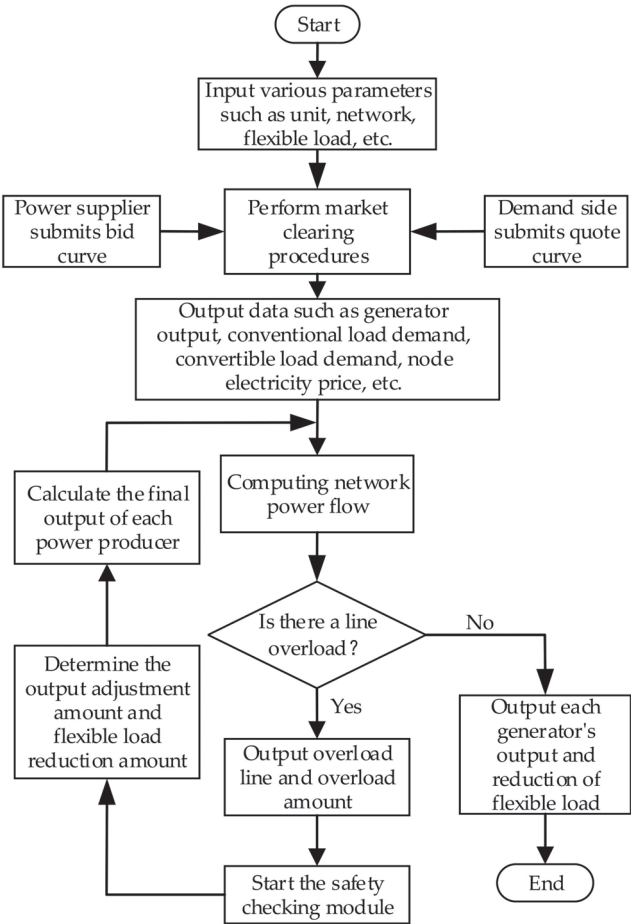 Start
Input various parameters
such as unit, network,
flexible load, etc.
Power supplier
submits bid
curve
Perform market
clearing
procedures
Demand side
submits quote
curve
Output data such as generator
output, conventional load demand,
convertible load demand, node
electricity price, etc.
Calculate the final
output of each
power producer
Computing network
power flow
Is there a line
overload?
No
Yes
Determine the
output adjustment
amount and
flexible load
reduction amount
Output overload
line and overload
amount
Output each
generator's
output and
reduction of
flexible load
Start the safety
checking module
End